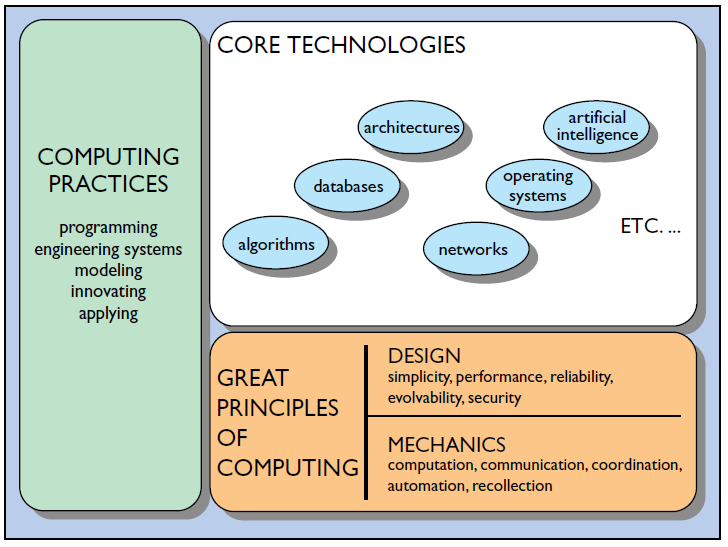 COMPUTING
PRACTICES
programming
engineering systems
modeling
innovating
applying
CORE TECHNOLOGIES
architectures
artificial
intelligence
databases
operating
systems
algorithms
networks
ETC. ...
GREAT
PRINCIPLES
OF
COMPUTING
DESIGN
simplicity, performance, reliability,
evolvability, security
MECHANICS
computation, communication, coordination,
automation, recollection